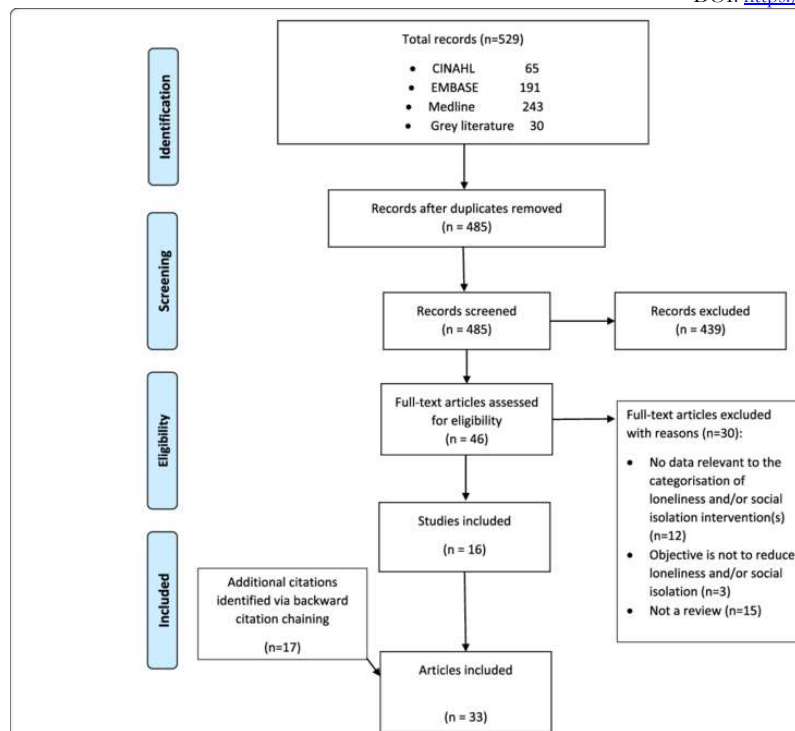 DOI: https:/
Identification
Total records (n=529)
• CINAHL 65
• EMBASE 191
• Medline 243
• Grey literature 30
Records after duplicates removed
(n = 485)
Screening
Records screened
(n = 485)
Records excluded
(n = 439)
Eligibility
Full-text articles assessed
for eligibility
(n = 46)
Full-text articles excluded
with reasons (n=30):
• No data relevant to the
categorisation of
loneliness and/or social
isolation intervention(s)
(n=12)
• Objective is not to reduce
loneliness and/or social
isolation (n=3)
• Not a review (n=15)
Studies included
(n = 16)
Included
Additional citations
identified via backward
citation chaining
(n=17)
Articles included
(n = 33)